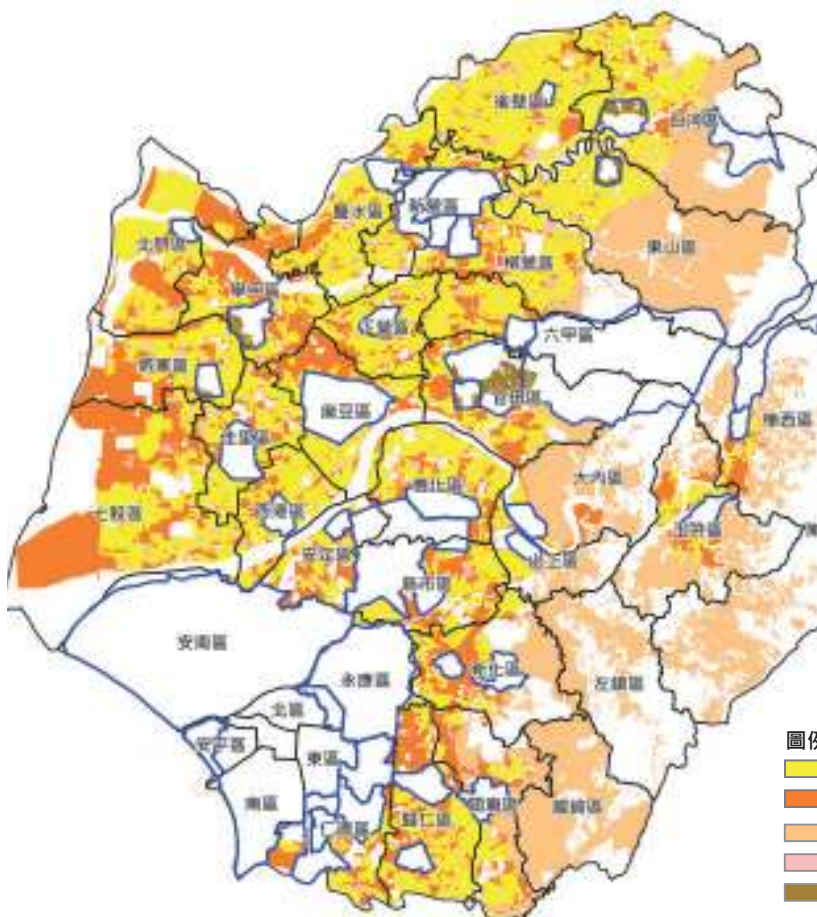 後壁區
白河區
新營區
鹽水區
東山區
北門區
柳營區
學甲區
下營區
六甲區
將軍區
官田區
麻豆區
楠西區
佳里區
大內區
善化區
七股區
西港區
玉井區
安定區
山上區
新市區
安南區
新化區
左鎮區
永康區
北區
安平區
東區
南區
歸仁區
關廟區
龍崎區
圖例